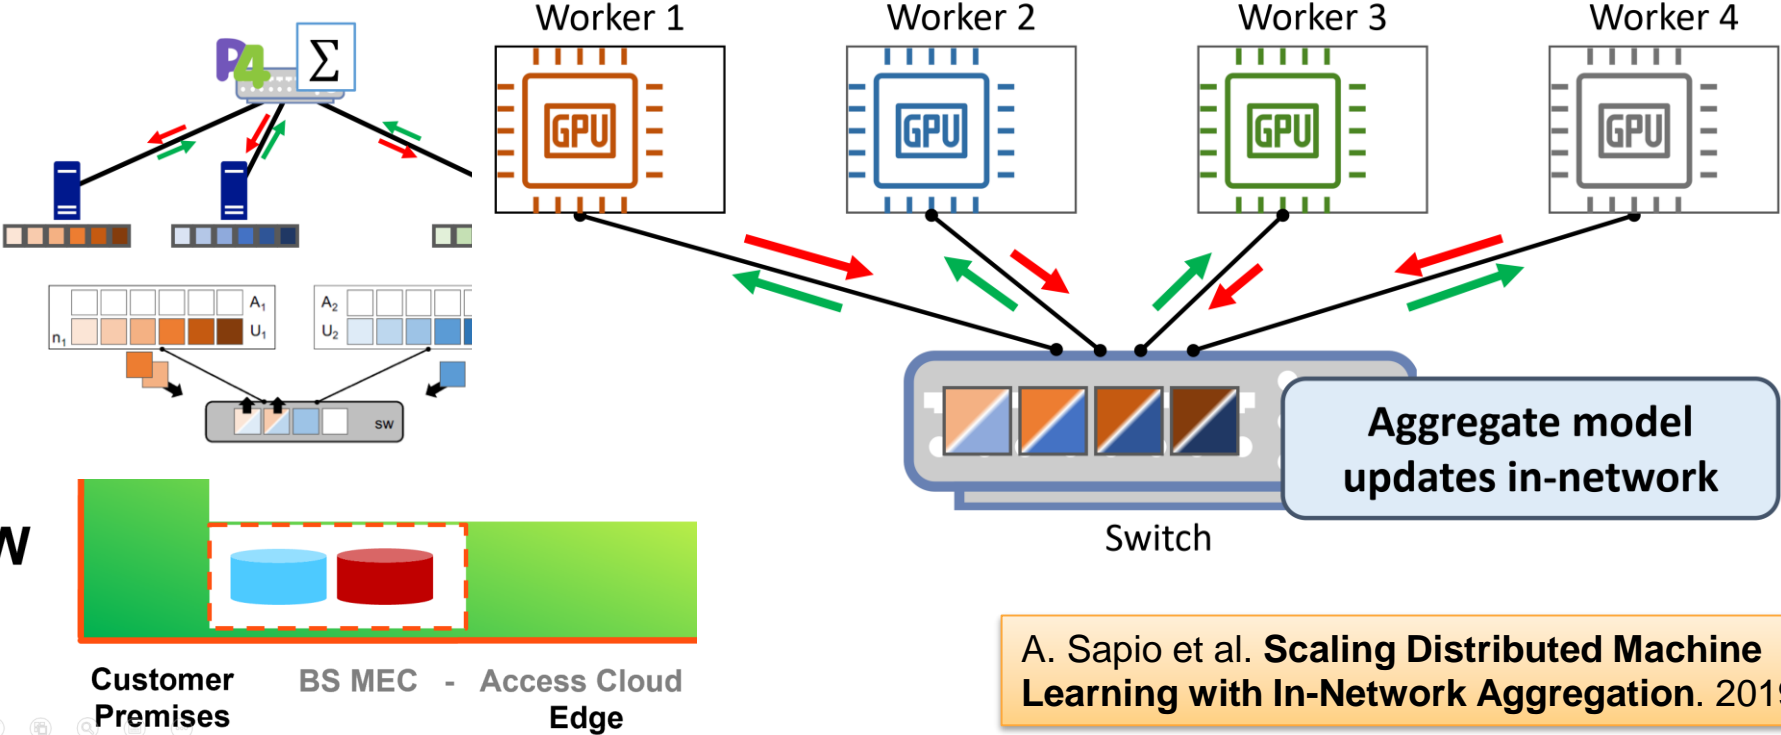 Worker 1
Worker 2
Worker 3
Worker 4
P4
Σ
GPU
GPU
GPU
GPU
A1
n1
U1
A2
U2
sw
Aggregate model
updates in-network
Switch
W
Customer
Premises
BS MEC - Access Cloud
Edge
A. Sapio et al. Scaling Distributed Machine
Learning with In-Network Aggregation. 2019